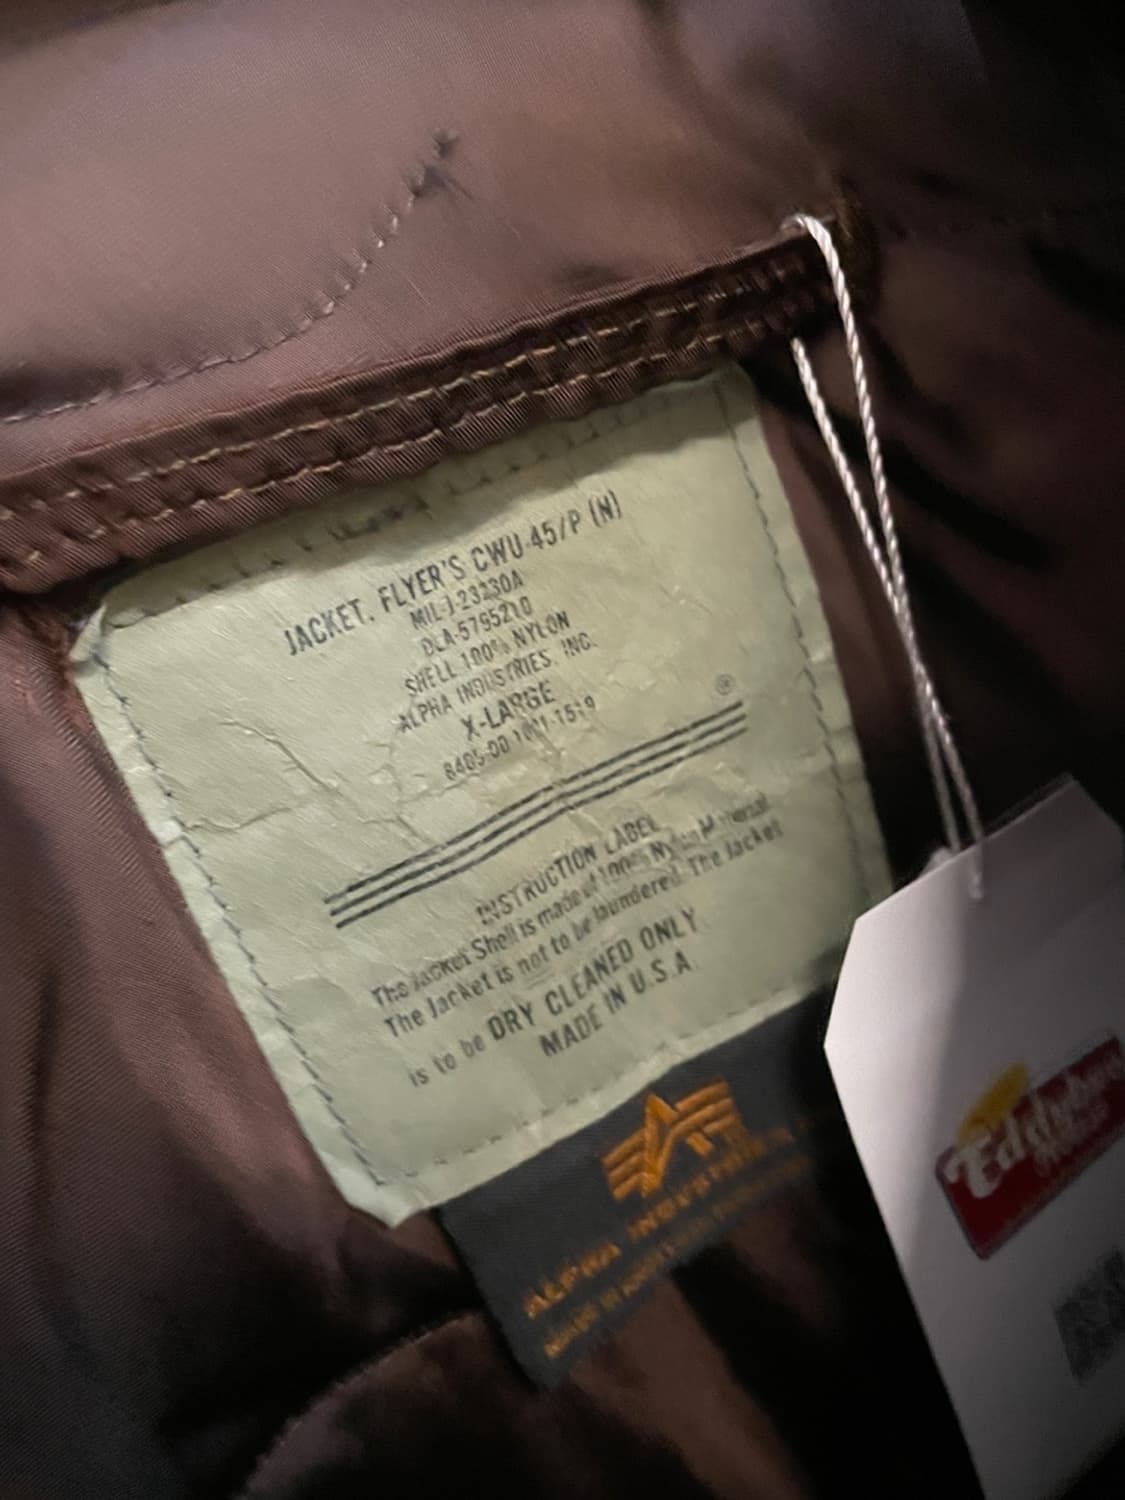 JACKET, FLYER'S CWU-45/P (N)
MIL-J-23230A
DLA-5795210
SHELL 100% NYLON
ALPHA INDUSTRIES, INC.
X-LARGE
®
INSTRUCTION LABEL
The Jacket Shell is made of 100% Nylon Material
The Jacket is not to be laundered. The Jacket
is to be DRY CLEANED ONLY
MADE IN U.S.A.
ALPHA INDUSTRIES